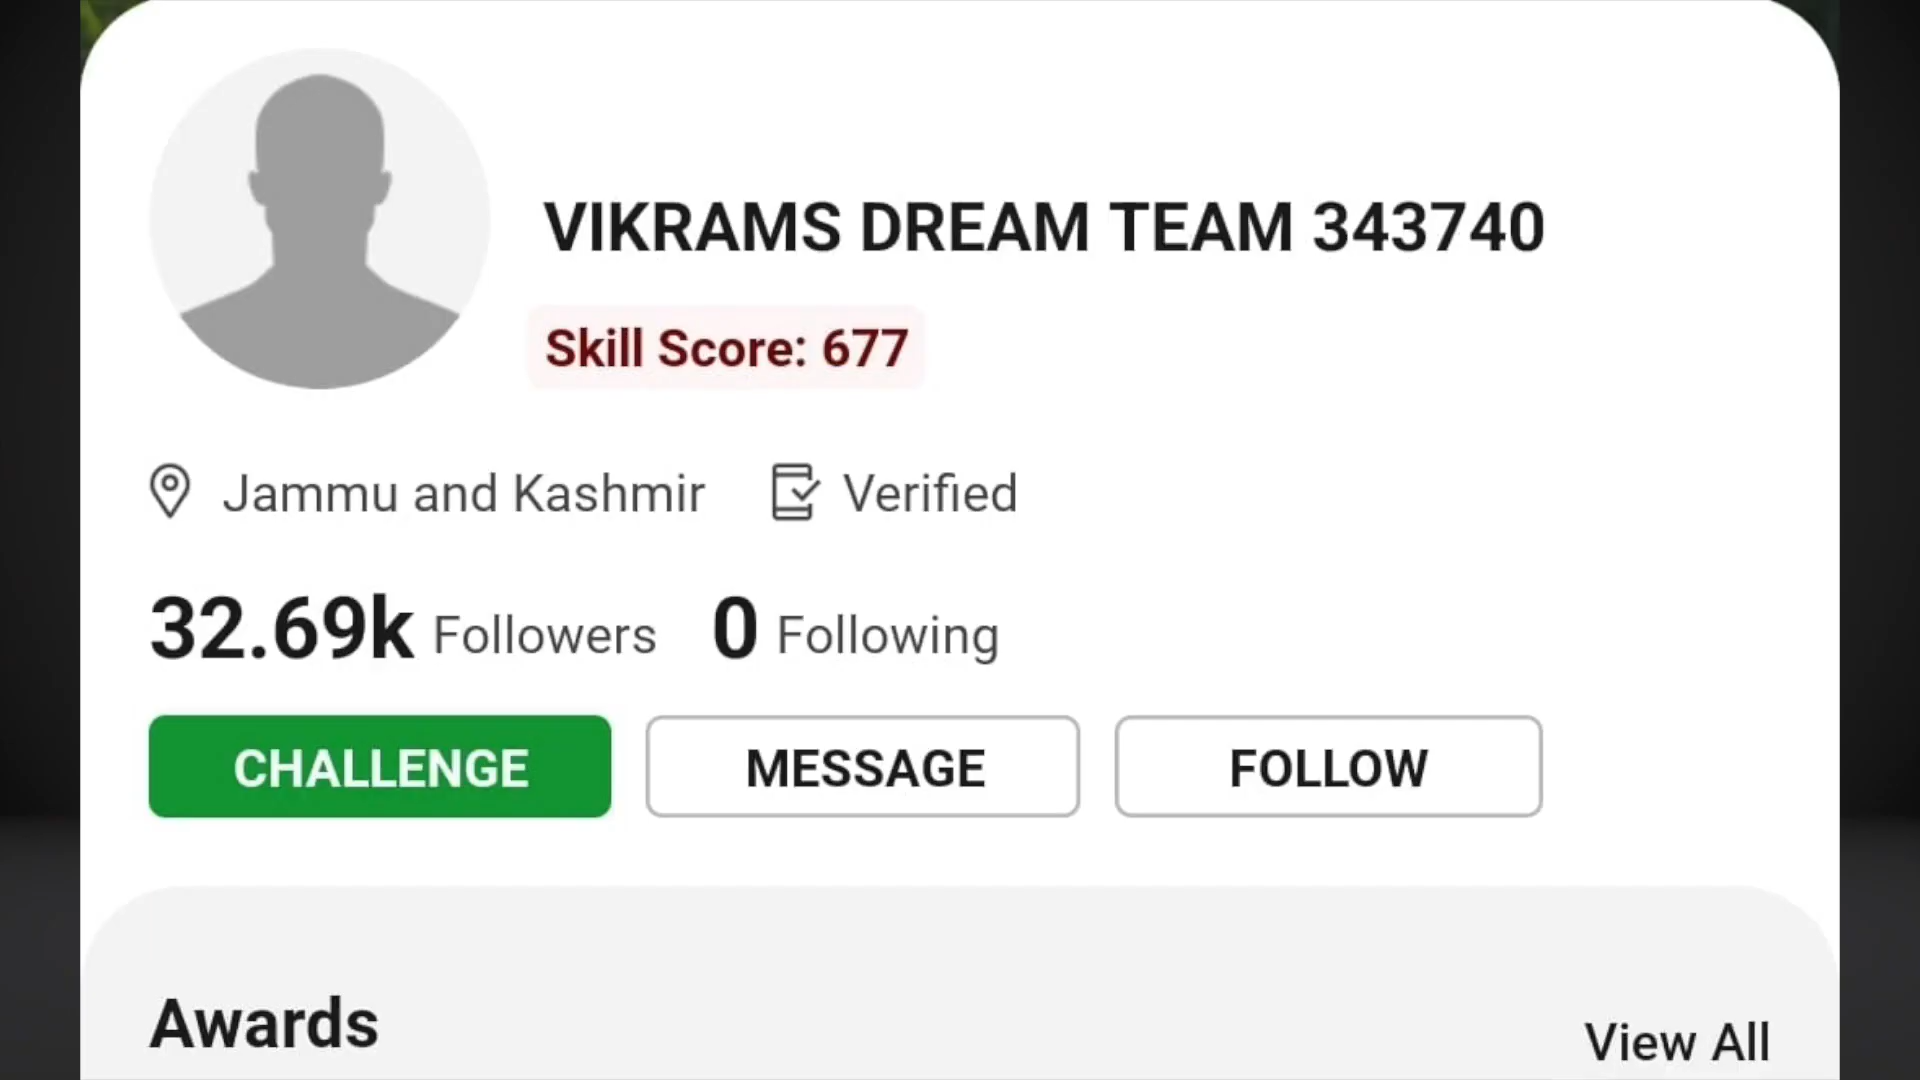 VIKRAMS DREAM TEAM 343740
Skill Score: 677
Jammu and Kashmir Verified
32.69k Followers 0 Following
CHALLENGE MESSAGE FOLLOW
Awards View All